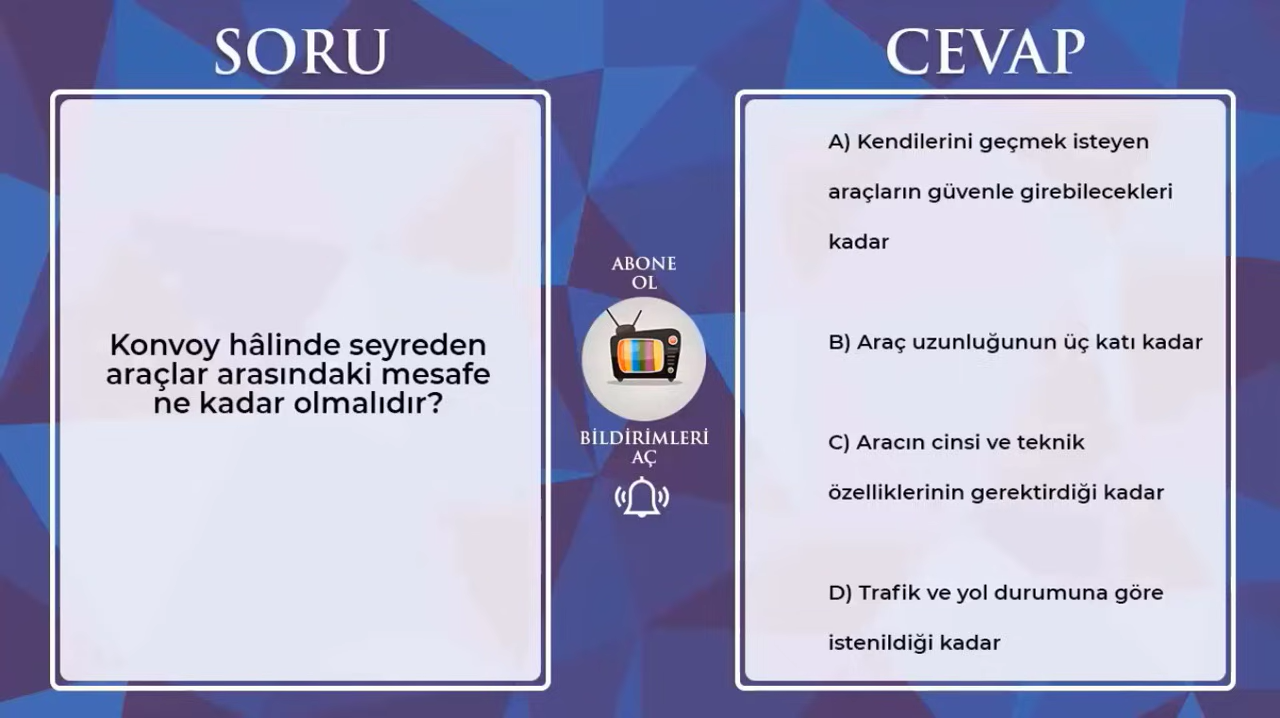 SORU
Konvoy hâlinde seyreden
araçlar arasındaki mesafe
ne kadar olmalıdır?
ABONE
OL
BİLDİRİMLERİ
AÇ
CEVAP
A) Kendilerini geçmek isteyen
araçların güvenle girebilecekleri
kadar
B) Araç uzunluğunun üç katı kadar
C) Aracın cinsi ve teknik
özelliklerinin gerektirdiği kadar
D) Trafik ve yol durumuna göre
istenildiği kadar